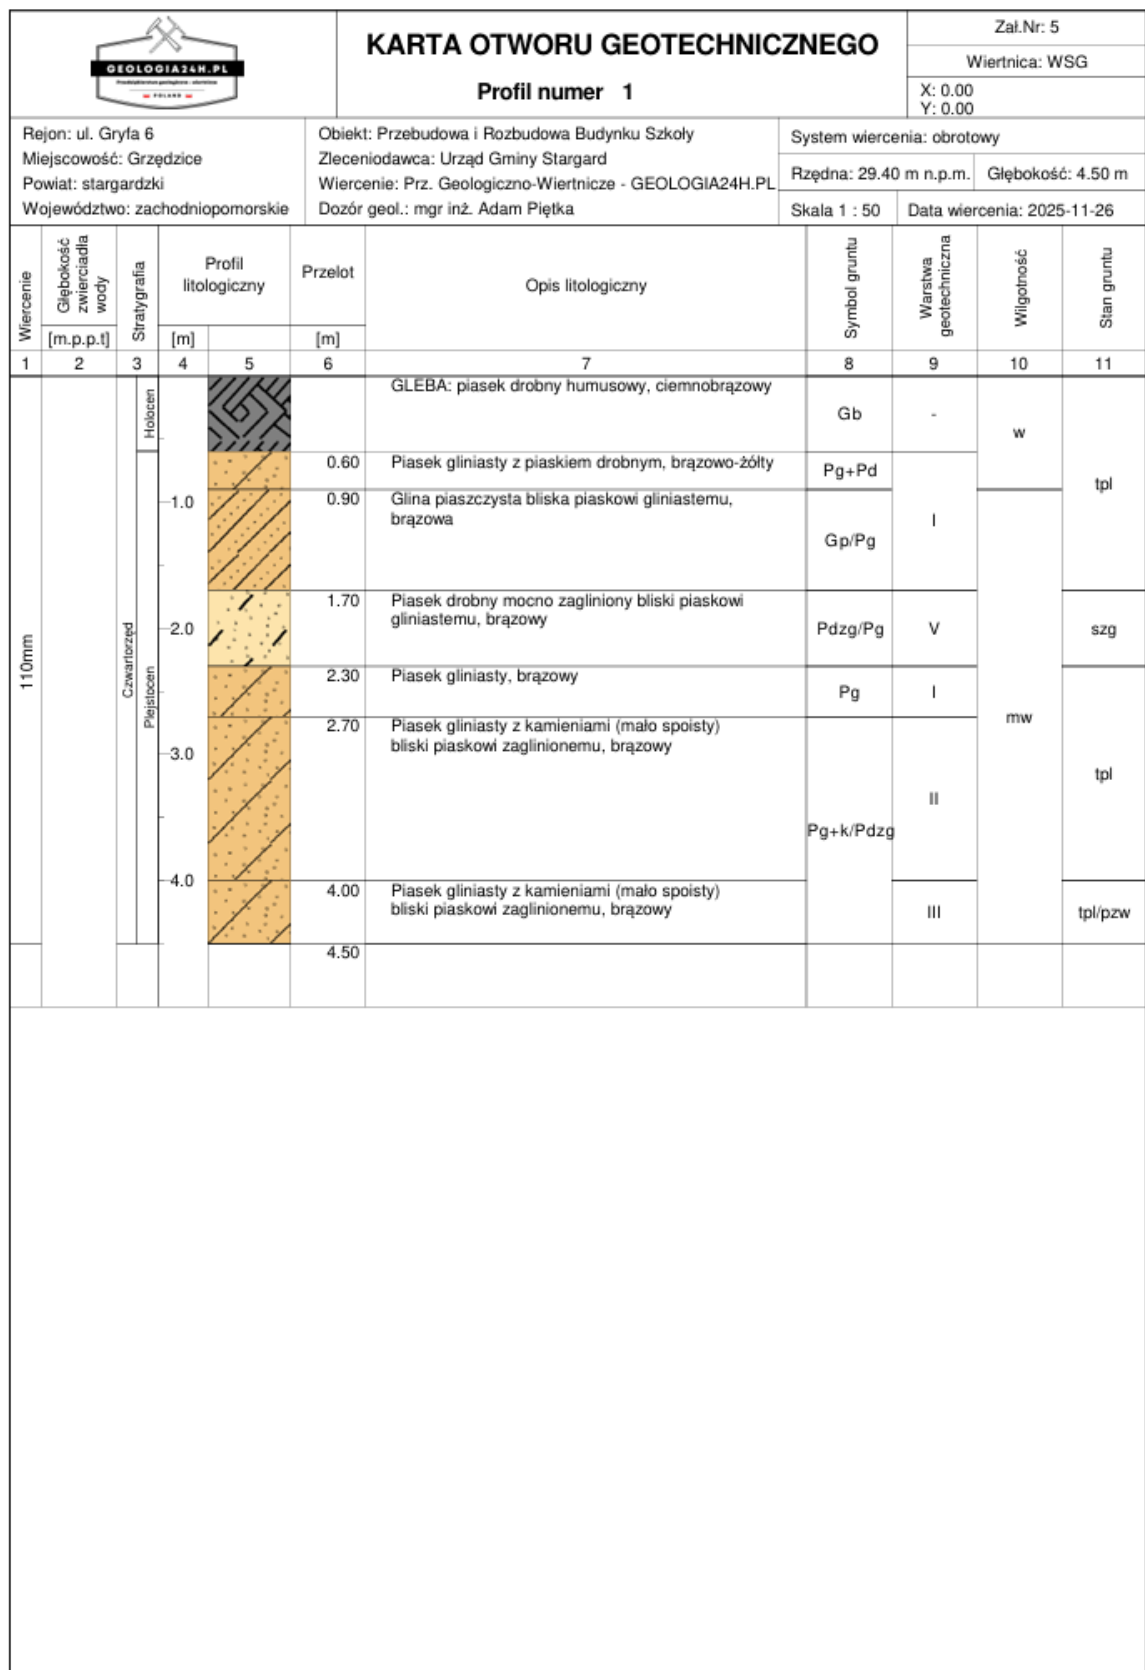 GEOLOGIA24H.PL
Przedsiębiorstwo geologiczno - wiertnicze
POLAND
KARTA OTWORU GEOTECHNICZNEGO
Profil numer 1
Zał.Nr: 5
Wiertnica: WSG
X: 0.00
Y: 0.00
Rejon: ul. Gryfa 6
Miejscowość: Grzędzice
Powiat: stargardzki
Województwo: zachodniopomorskie
Obiekt: Przebudowa i Rozbudowa Budynku Szkoły
Zleceniodawca: Urząd Gminy Stargard
Wiercenie: Prz. Geologiczno-Wiertnicze - GEOLOGIA24H.PL
Dozór geol.: mgr inż. Adam Piętka
System wiercenia: obrotowy
Rzędna: 29.40 m n.p.m. Głębokość: 4.50 m
Skala 1 : 50 Data wiercenia: 2025-11-26
Wiercenie
Głębokość
zwierciadła
wody
[m.p.p.t]
Stratygrafia
Profil
litologiczny
[m]
Przelot
[m]
Opis litologiczny
Symbol gruntu
Warstwa
geotechniczna
Wilgotność
Stan gruntu
1 2 3 4 5 6 7 8 9 10 11
110mm
Czwartorzęd
Holocen
Plejstocen
1.0
2.0
3.0
4.0
GLEBA: piasek drobny humusowy, ciemnobrązowy
Gb - w tpl
0.60 Piasek gliniasty z piaskiem drobnym, brązowo-żółty
Pg+Pd
0.90 Glina piaszczysta bliska piaskowi gliniastemu,
brązowa
Gp/Pg I
1.70 Piasek drobny mocno zagliniony bliski piaskowi
gliniastemu, brązowy
Pdzg/Pg V szg
2.30 Piasek gliniasty, brązowy
Pg I mw
2.70 Piasek gliniasty z kamieniami (mało spoisty)
bliski piaskowi zaglinionemu, brązowy
Pg+k/Pdzg II tpl
4.00 Piasek gliniasty z kamieniami (mało spoisty)
bliski piaskowi zaglinionemu, brązowy
III tpl/pzw
4.50